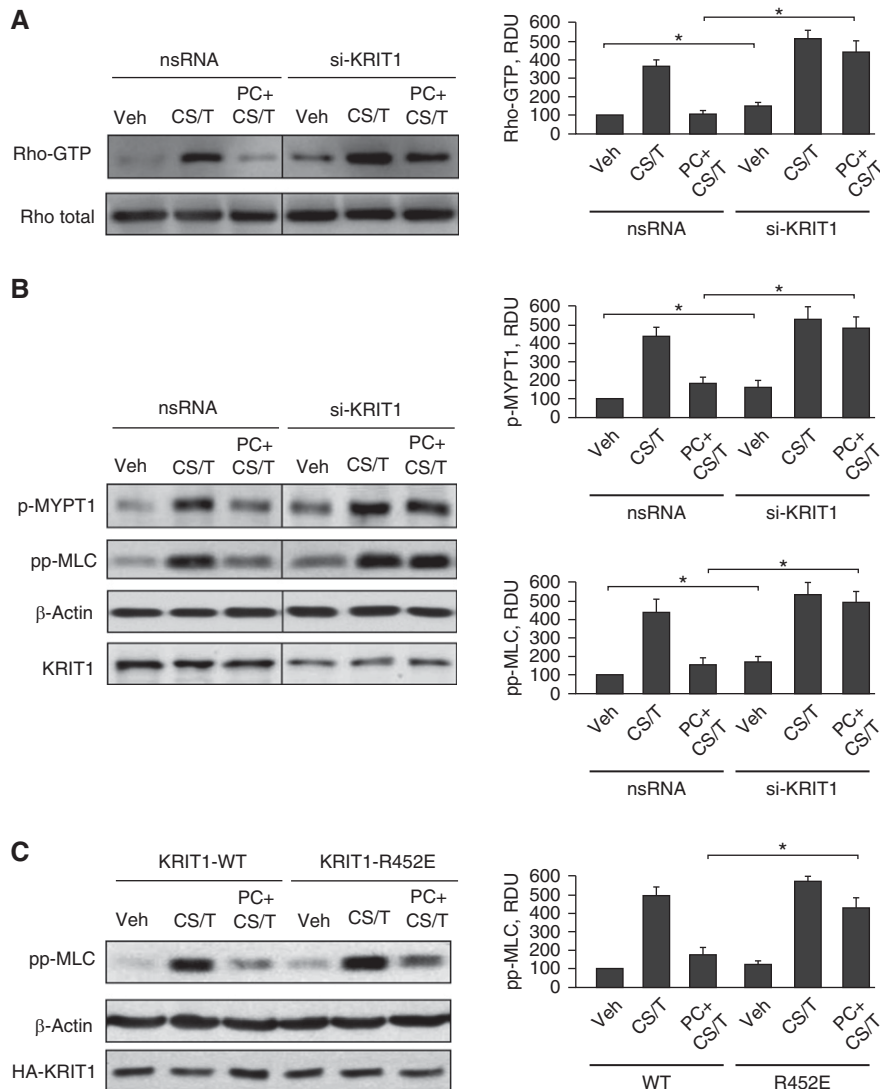 A
nsRNA
si-KRIT1
Veh
CS/T
PC+
CS/T
Veh
CS/T
PC+
CS/T
Rho-GTP
Rho total
Rho-GTP, RDU
600
500
400
300
200
100
0
*
*
Veh
CS/T
PC+
CS/T
Veh
CS/T
PC+
CS/T
nsRNA
si-KRIT1
B
nsRNA
si-KRIT1
Veh
CS/T
PC+
CS/T
Veh
CS/T
PC+
CS/T
p-MYPT1
pp-MLC
β-Actin
KRIT1
p-MYPT1, RDU
600
500
400
300
200
100
0
*
*
Veh
CS/T
PC+
CS/T
Veh
CS/T
PC+
CS/T
nsRNA
si-KRIT1
pp-MLC, RDU
600
500
400
300
200
100
0
*
*
Veh
CS/T
PC+
CS/T
Veh
CS/T
PC+
CS/T
nsRNA
si-KRIT1
C
KRIT1-WT
KRIT1-R452E
Veh
CS/T
PC+
CS/T
Veh
CS/T
PC+
CS/T
pp-MLC
β-Actin
HA-KRIT1
pp-MLC, RDU
600
500
400
300
200
100
0
*
Veh
CS/T
PC+
CS/T
Veh
CS/T
PC+
CS/T
WT
R452E